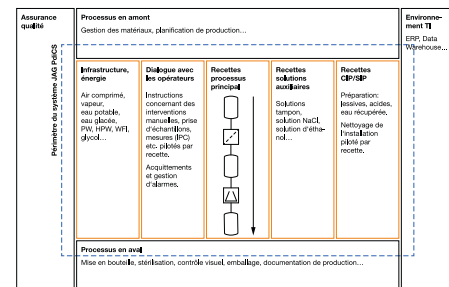 Assurance
qualité
Processus en amont
Gestion des matériaux, planification de production…
Environne-
ment TI
ERP, Data
Warehouse…
Périmètre du système JAG PdiCS
Infrastructure,
énergie
Air comprimé,
vapeur,
eau potable,
eau glacée,
PW, HPW, WFI,
glycol…
Dialogue avec
les opérateurs
Instructions
concernant des
interventions
manuelles, prise
d'échantillons,
mesures (IPC)
etc. pilotés par
recette.
Acquittements
et gestion
d'alarmes.
Recettes
processus
principal
Recettes
solutions
auxiliaires
Solutions
tampon,
solution NaCl,
solution d'étha-
nol…
Recettes
CIP/SIP
Préparation:
lessives, acides,
eau récupérée.
Nettoyage de
l'installation
piloté par
recette.
Processus en aval
Mise en bouteille, stérilisation, contrôle visuel, emballage, documentation de production…